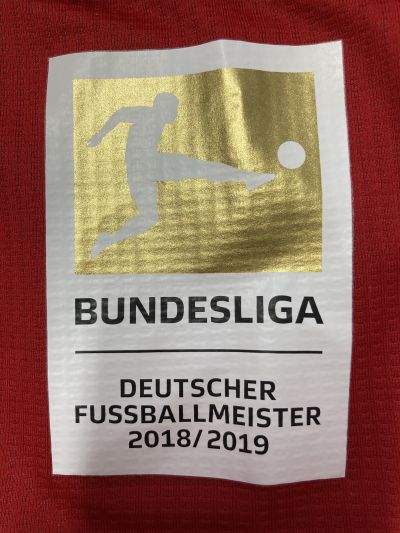 BUNDESLIGA
DEUTSCHER
FUSSBALLMEISTER
2018/2019